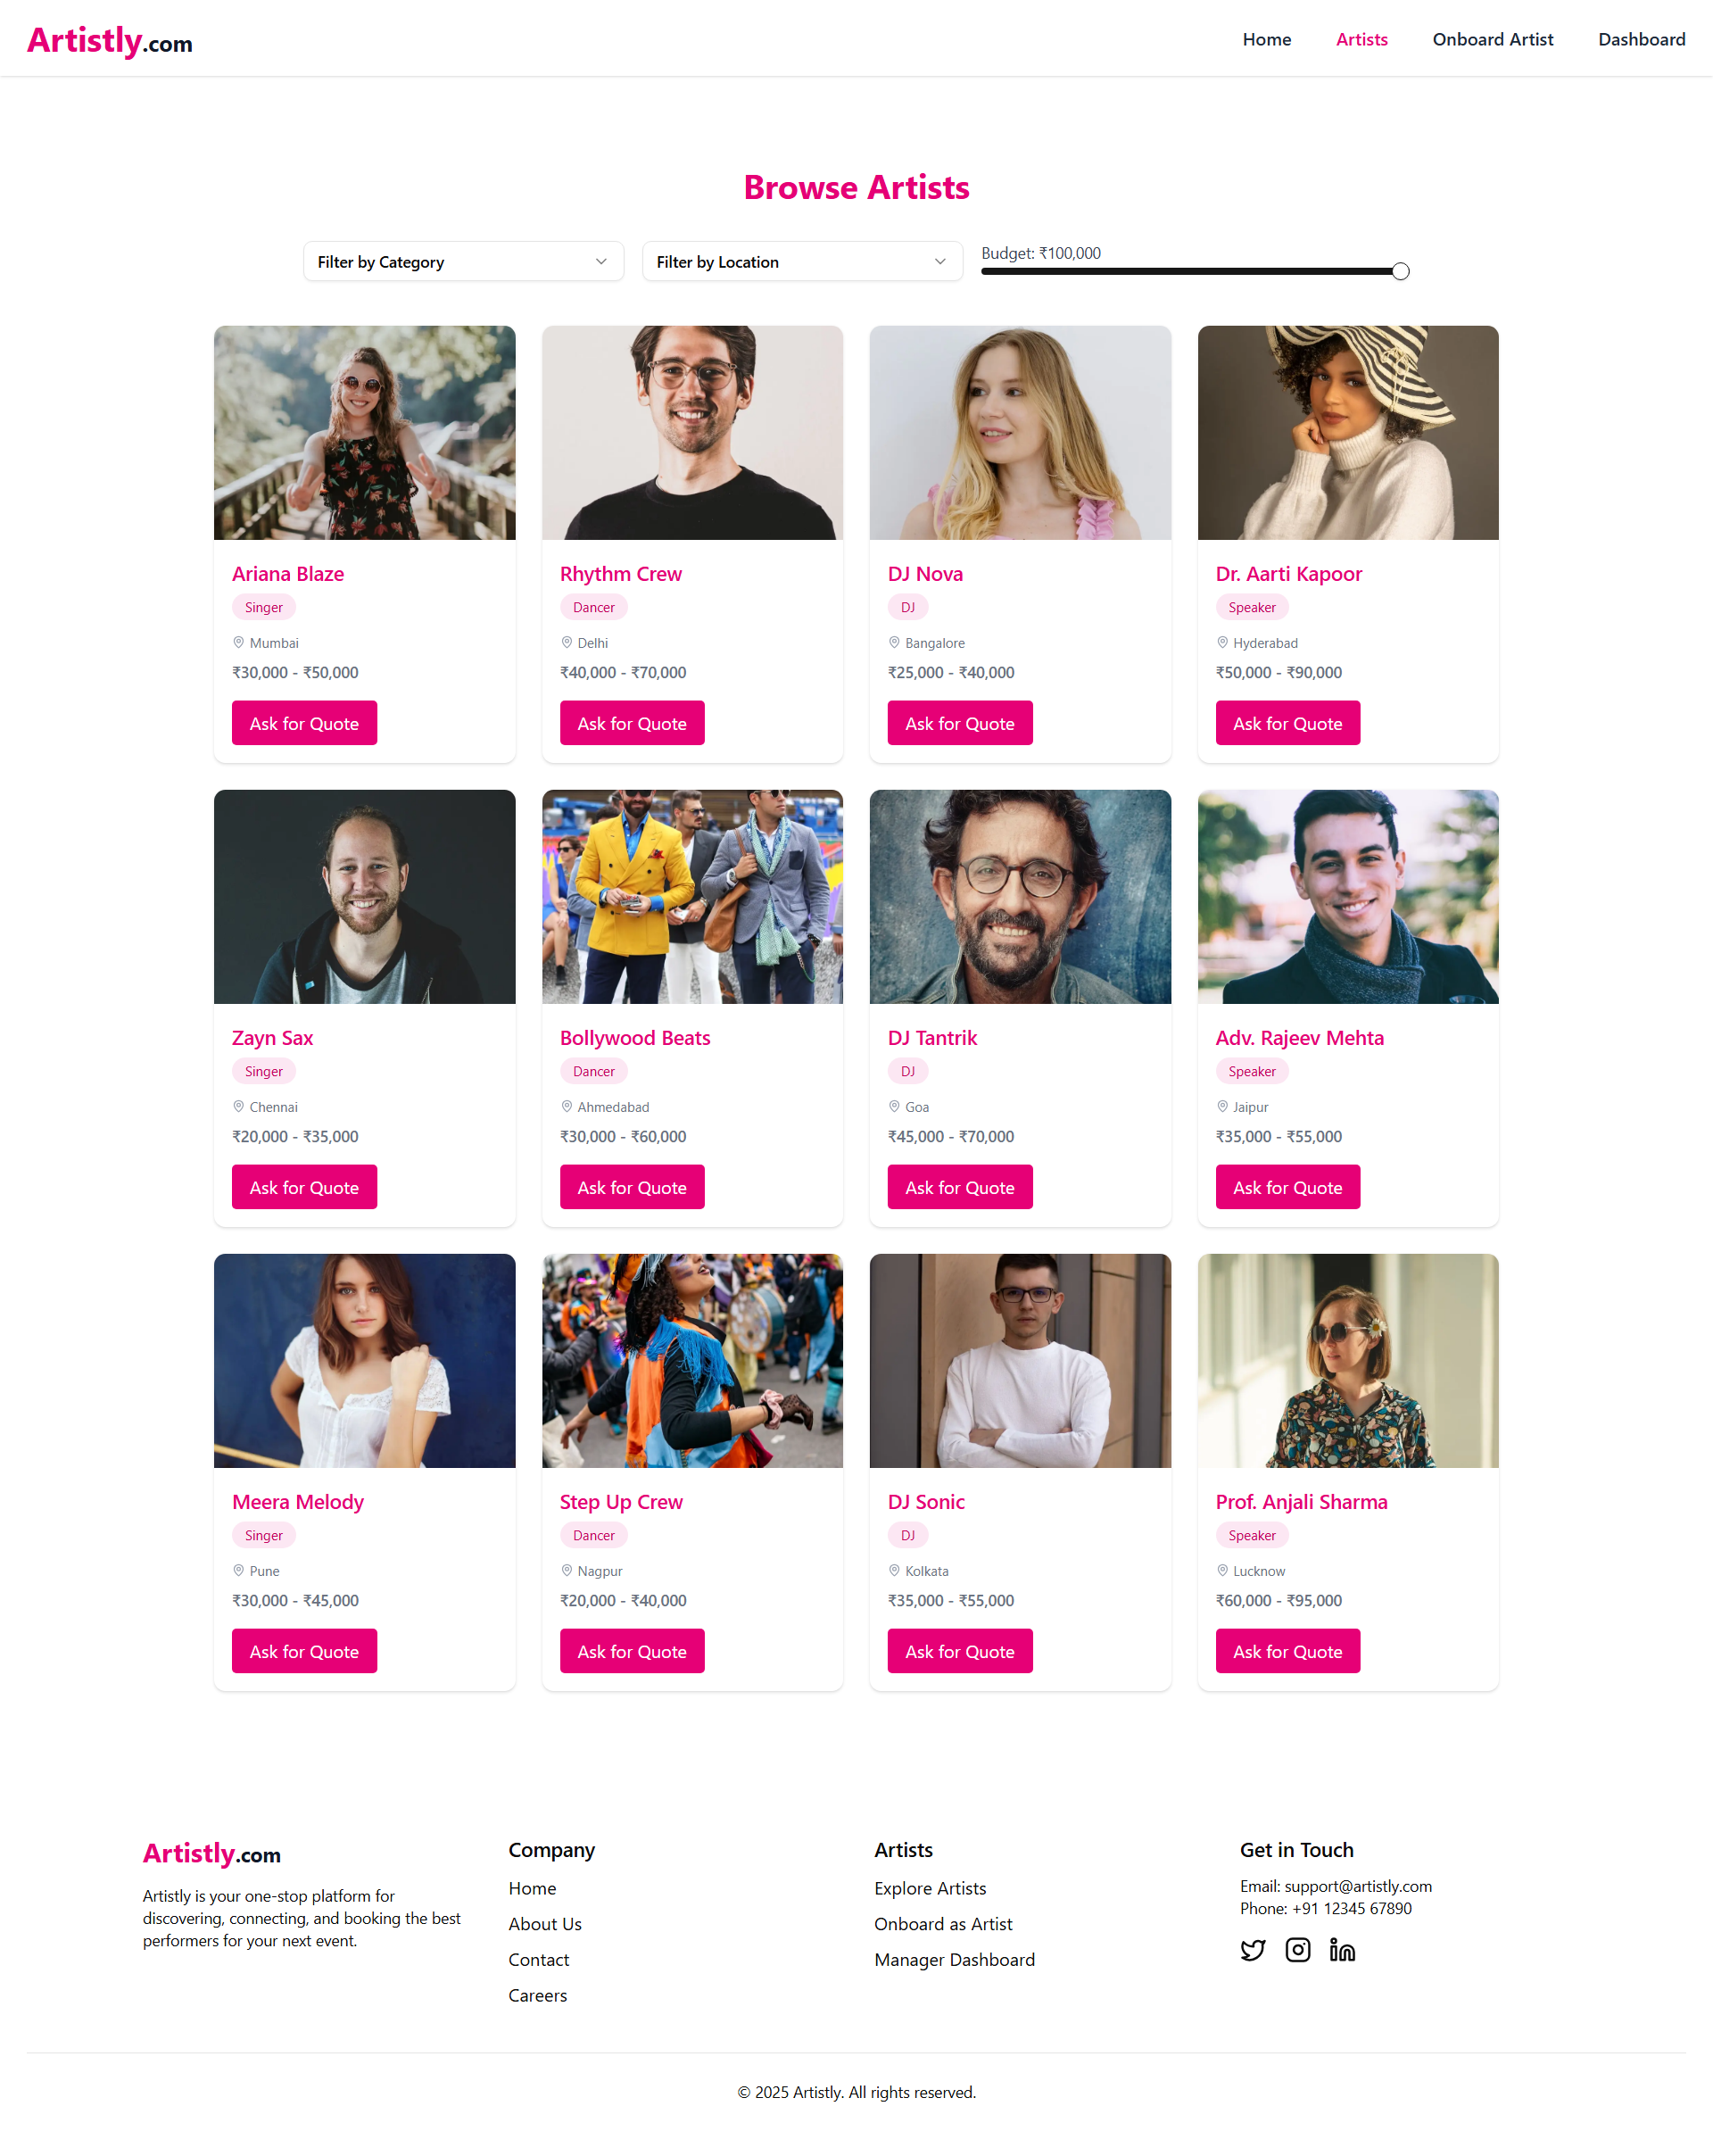 Artistly.com
Home
Artists
Onboard Artist
Dashboard
Browse Artists
Filter by Category
Filter by Location
Budget: ₹100,000
Ariana Blaze
Singer
Mumbai
₹30,000 - ₹50,000
Ask for Quote
Rhythm Crew
Dancer
Delhi
₹40,000 - ₹70,000
Ask for Quote
DJ Nova
DJ
Bangalore
₹25,000 - ₹40,000
Ask for Quote
Dr. Aarti Kapoor
Speaker
Hyderabad
₹50,000 - ₹90,000
Ask for Quote
Zayn Sax
Singer
Chennai
₹20,000 - ₹35,000
Ask for Quote
Bollywood Beats
Dancer
Ahmedabad
₹30,000 - ₹60,000
Ask for Quote
DJ Tantrik
DJ
Goa
₹45,000 - ₹70,000
Ask for Quote
Adv. Rajeev Mehta
Speaker
Jaipur
₹35,000 - ₹55,000
Ask for Quote
Meera Melody
Singer
Pune
₹30,000 - ₹45,000
Ask for Quote
Step Up Crew
Dancer
Nagpur
₹20,000 - ₹40,000
Ask for Quote
DJ Sonic
DJ
Kolkata
₹35,000 - ₹55,000
Ask for Quote
Prof. Anjali Sharma
Speaker
Lucknow
₹60,000 - ₹95,000
Ask for Quote
Artistly.com
Artistly is your one-stop platform for
discovering, connecting, and booking the best
performers for your next event.
Company
Home
About Us
Contact
Careers
Artists
Explore Artists
Onboard as Artist
Manager Dashboard
Get in Touch
Email: support@artistly.com
Phone: +91 12345 67890
© 2025 Artistly. All rights reserved.